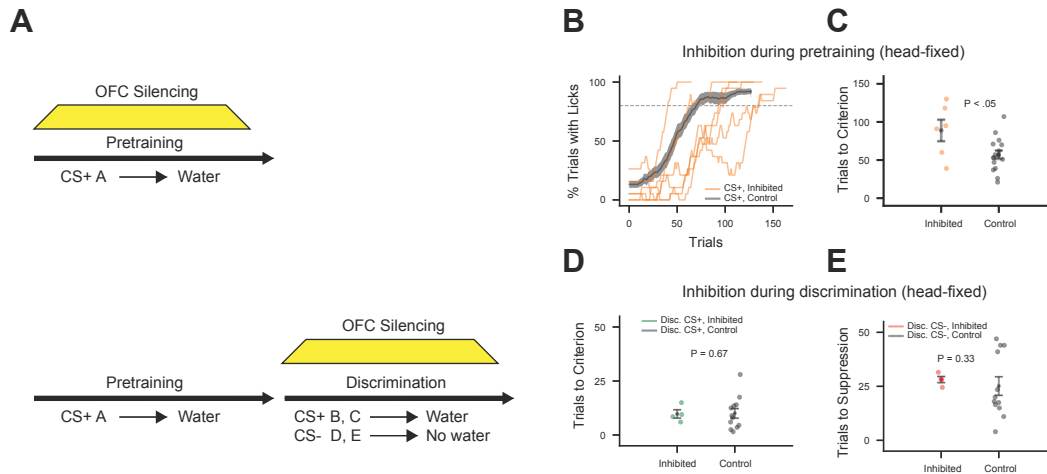 A
OFC Silencing
Pretraining
CS+ A
Water
OFC Silencing
Pretraining
Discrimination
CS+ A
Water
CS+ B, C
Water
CS- D, E
No water
B
Inhibition during pretraining (head-fixed)
C
% Trials with Licks
100
50
0
CS+, Inhibited
CS+, Control
0
50
100
150
Trials
Trials to Criterion
150
100
50
0
P < .05
Inhibited
Control
D
Inhibition during discrimination (head-fixed)
E
Trials to Criterion
50
25
0
Disc. CS+, Inhibited
Disc. CS+, Control
P = 0.67
Inhibited
Control
Trials to Suppression
50
25
0
Disc. CS-, Inhibited
Disc. CS-, Control
P = 0.33
Inhibited
Control